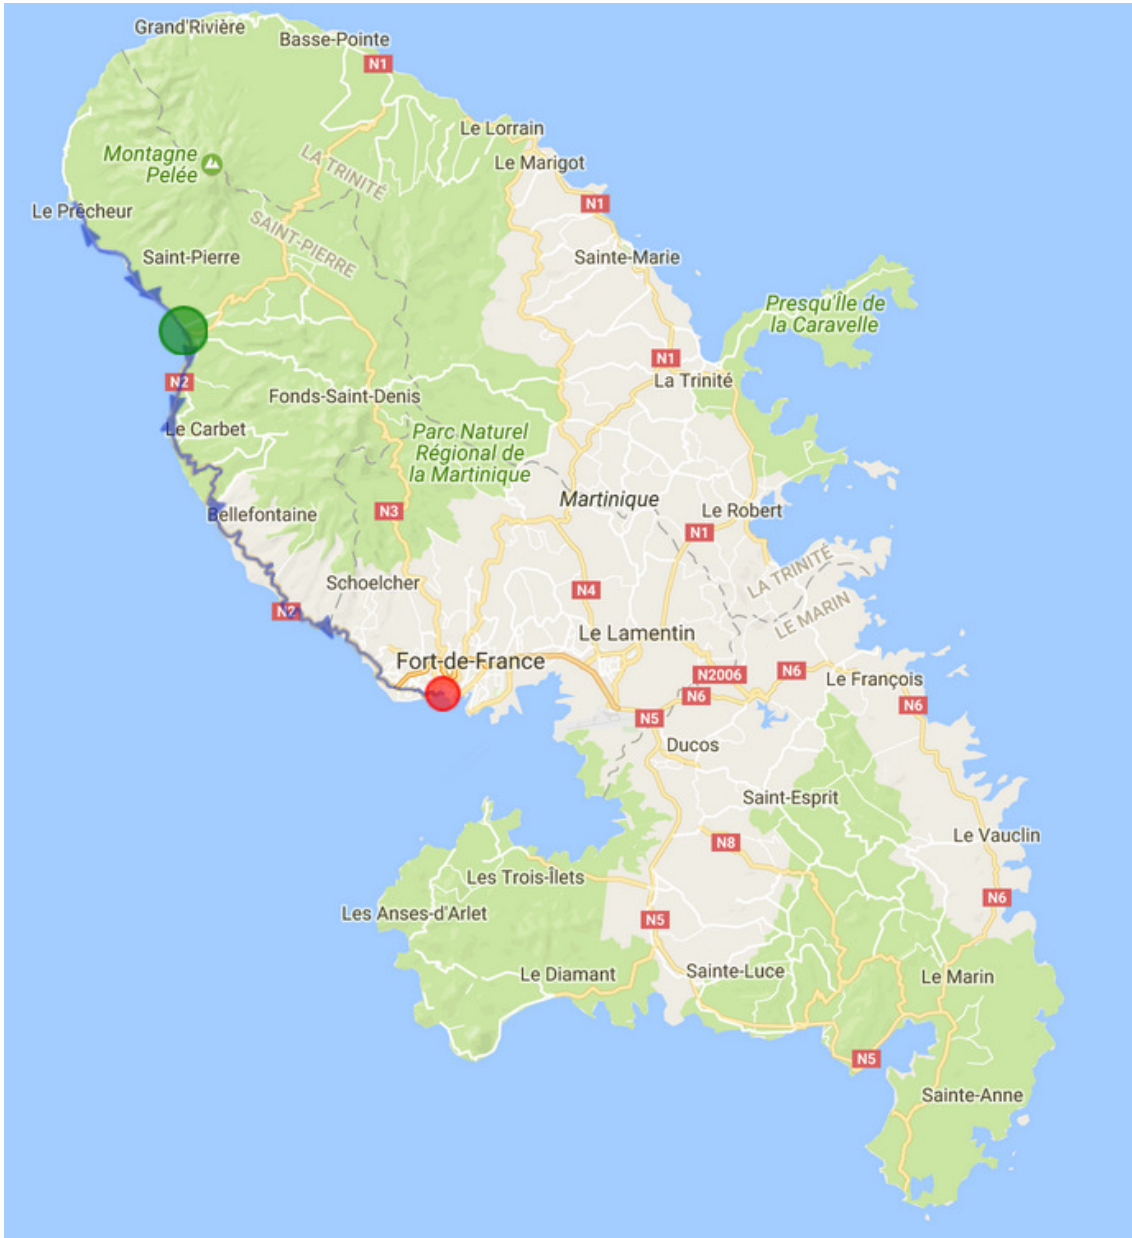 Grand'Rivière
Basse-Pointe
N1
Le Lorrain
Montagne
Pelée
LA TRINITÉ
Le Marigot
N1
Le Prêcheur
SAINT-PIERRE
Saint-Pierre
Sainte-Marie
Presqu'Île de
la Caravelle
N1
N2
La Trinité
Fonds-Saint-Denis
Le Carbet
Parc Naturel
Régional de
la Martinique
Martinique
N3
Le Robert
Bellefontaine
N1
LA TRINITÉ
Schoelcher
N4
N2
LE MARIN
Le Lamentin
Fort-de-France
N2006
N6
Le François
N6
N6
N5
Ducos
Saint-Esprit
Le Vauclin
N8
Les Trois-Îlets
N6
Les Anses-d'Arlet
N5
Le Diamant
Sainte-Luce
Le Marin
N5
Sainte-Anne